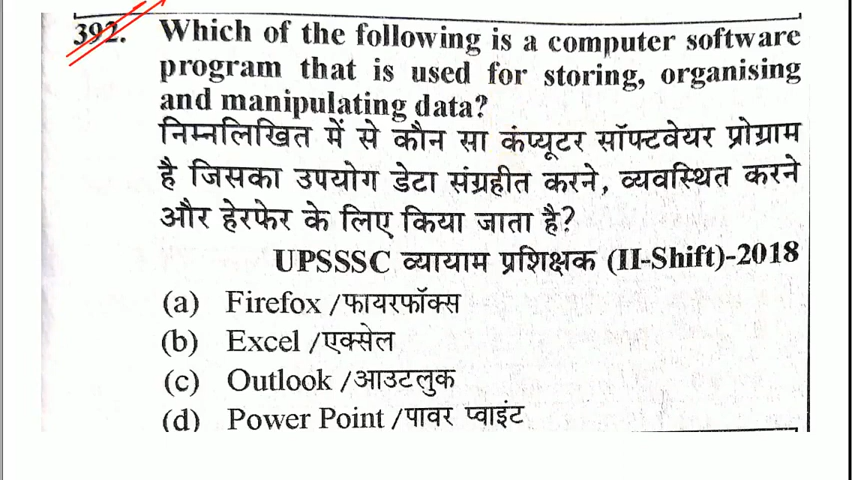 392. Which of the following is a computer software
program that is used for storing, organising
and manipulating data?
निम्नलिखित में से कौन सा कंप्यूटर सॉफ्टवेयर प्रोग्राम
है जिसका उपयोग डेटा संग्रहीत करने, व्यवस्थित करने
और हेरफेर के लिए किया जाता है?
UPSSSC व्यायाम प्रशिक्षक (II-Shift)-2018
(a) Firefox /फायरफॉक्स
(b) Excel /एक्सेल
(c) Outlook /आउटलुक
(d) Power Point /पावर प्वाइंट